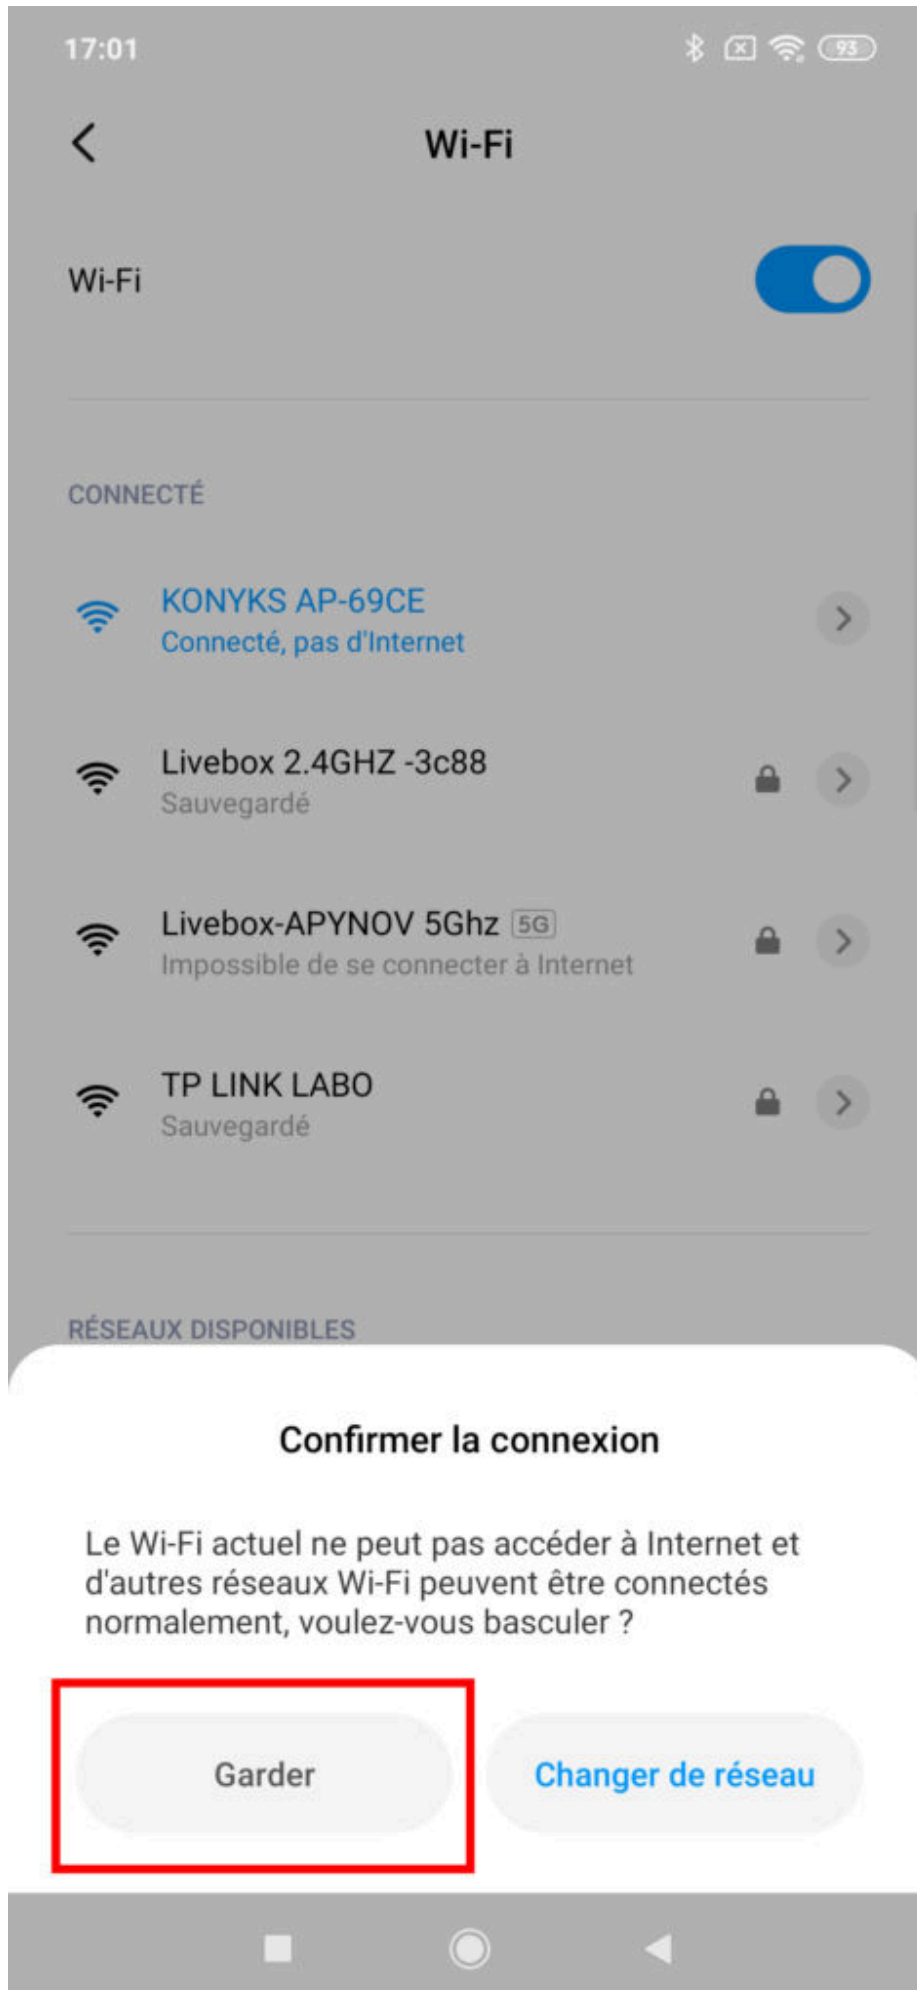 17:01
93
Wi-Fi
Wi-Fi
CONNECTÉ
KONYKS AP-69CE
Connecté, pas d'Internet
Livebox 2.4GHZ -3c88
Sauvegardé
Livebox-APYNOV 5Ghz 5G
Impossible de se connecter à Internet
TP LINK LABO
Sauvegardé
RÉSEAUX DISPONIBLES
Confirmer la connexion
Le Wi-Fi actuel ne peut pas accéder à Internet et
d'autres réseaux Wi-Fi peuvent être connectés
normalement, voulez-vous basculer ?
Garder
Changer de réseau